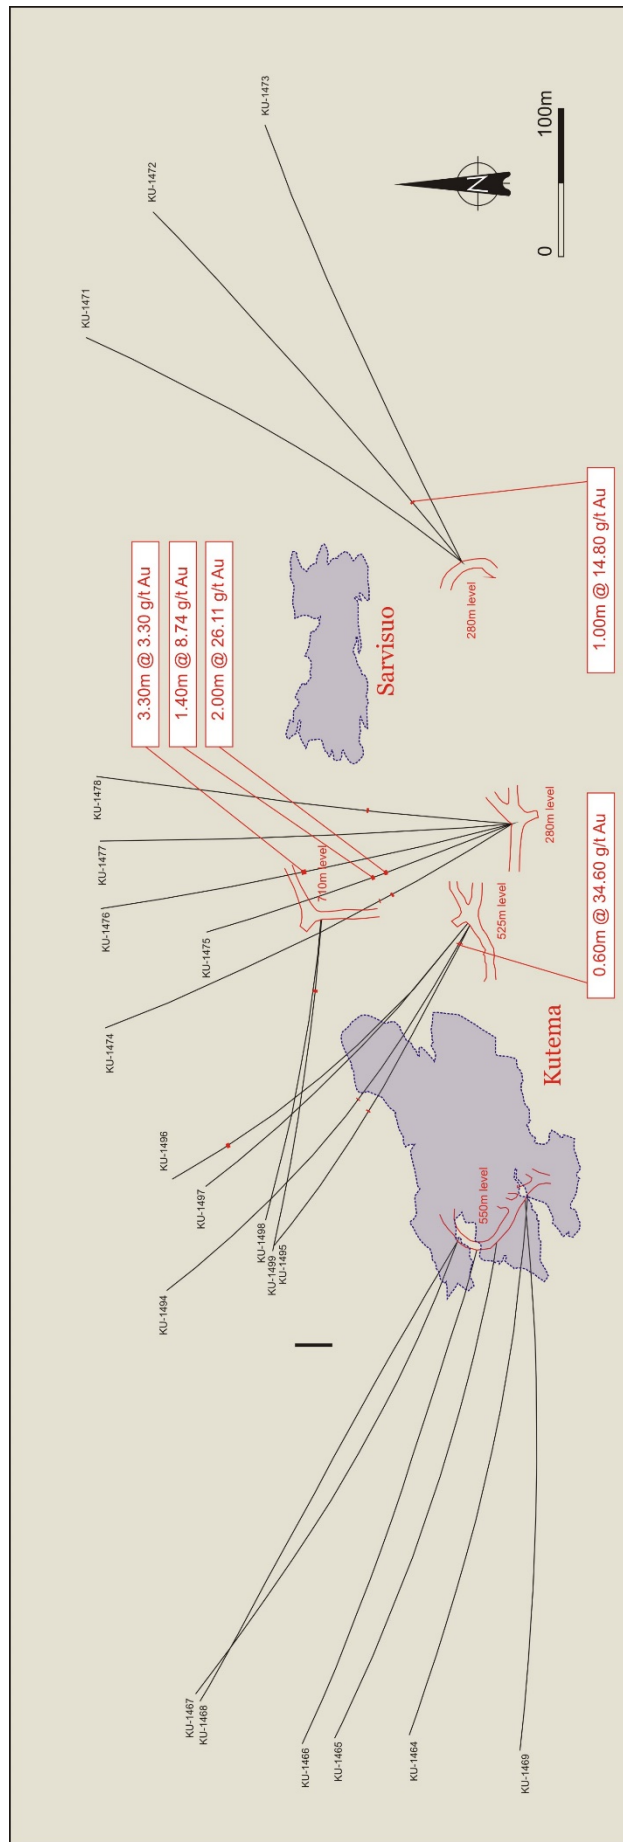 KU-1473
KU-1472
KU-1471
N
0
100m
3.30m @ 3.30 g/t Au
1.40m @ 8.74 g/t Au
2.00m @ 26.11 g/t Au
1.00m @ 14.80 g/t Au
280m level
Sarvisuo
KU-1478
KU-1477
KU-1476
KU-1475
KU-1474
710m level
280m level
525m level
0.60m @ 34.60 g/t Au
Kutema
KU-1496
KU-1497
KU-1498
KU-1499
KU-1495
KU-1494
550m level
KU-1467
KU-1468
KU-1466
KU-1465
KU-1464
KU-1469